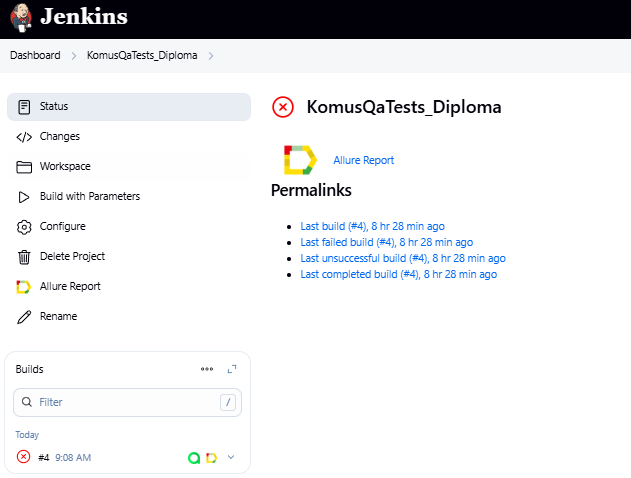 Jenkins
Dashboard > KomusQaTests_Diploma >
Status
Changes
Workspace
Build with Parameters
Configure
Delete Project
Allure Report
Rename
KomusQaTests_Diploma
Allure Report
Permalinks
• Last build (#4), 8 hr 28 min ago
• Last failed build (#4), 8 hr 28 min ago
• Last unsuccessful build (#4), 8 hr 28 min ago
• Last completed build (#4), 8 hr 28 min ago
Builds
Filter /
Today
#4 9:08 AM